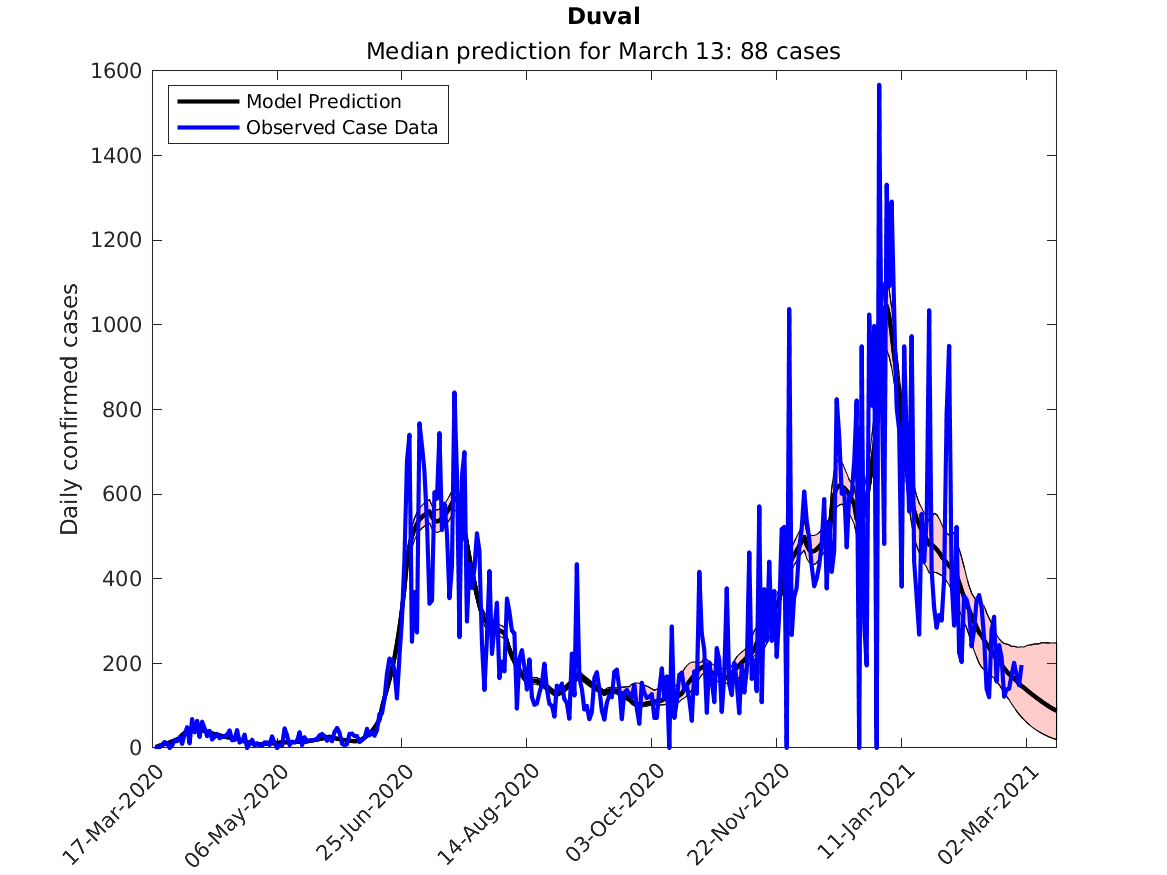 Duval
Median prediction for March 13: 88 cases
Model Prediction
Observed Case Data
Daily confirmed cases
1600
1400
1200
1000
800
600
400
200
0
17-Mar-2020
06-May-2020
25-Jun-2020
14-Aug-2020
03-Oct-2020
22-Nov-2020
11-Jan-2021
02-Mar-2021